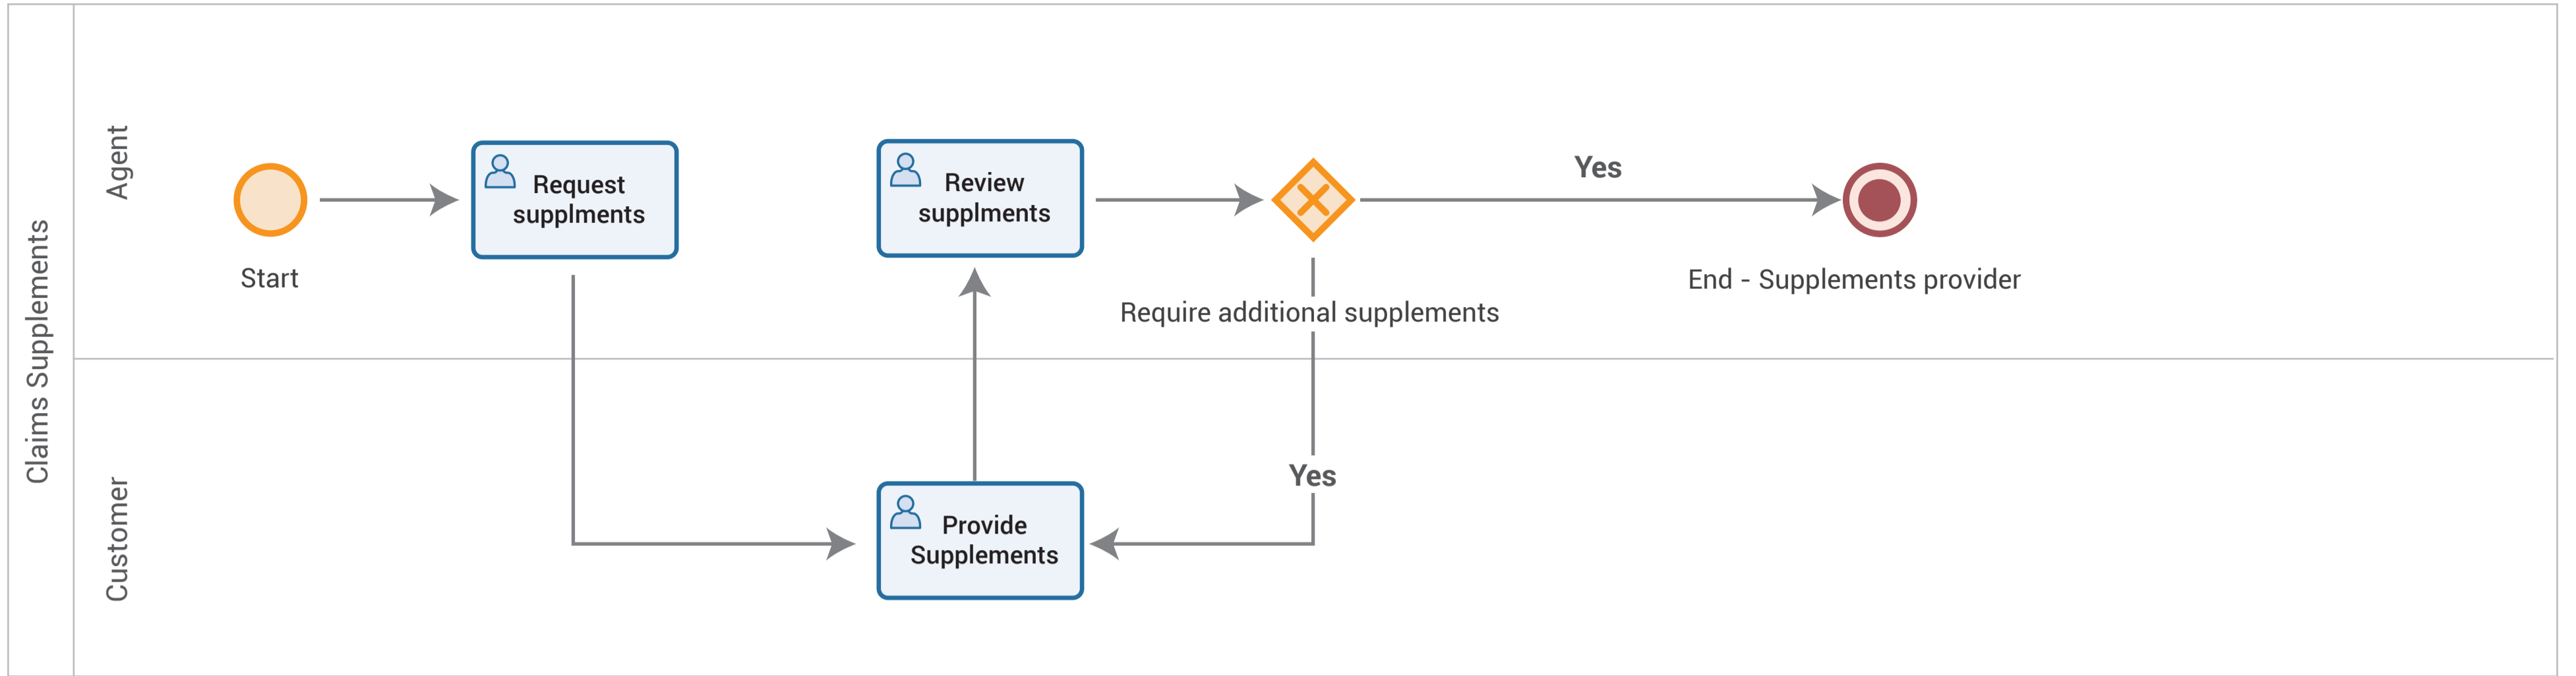 Claims Supplements
Agent
Start
Request
supplments
Review
supplments
Yes
End - Supplements provider
Require additional supplements
Customer
Provide
Supplements
Yes